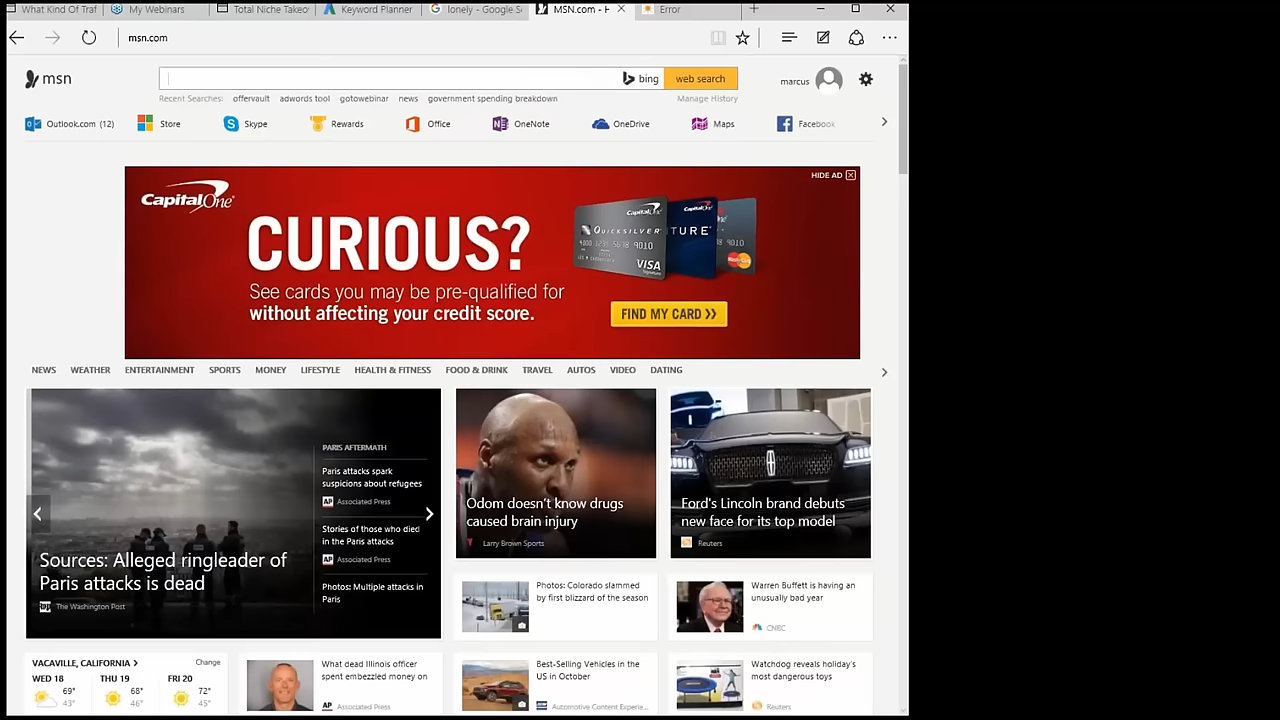 What Kind Of Traf
My Webinars
Total Niche Takeo
Keyword Planner
lonely - Google S
MSN.com - H
Error
msn.com
msn
bing
web search
marcus
Recent Searches: offervault adwords tool gotowebinar news government spending breakdown
Manage History
Outlook.com (12)
Store
Skype
Rewards
Office
OneNote
OneDrive
Maps
Facebook
HIDE AD
Capital One
CURIOUS?
See cards you may be pre-qualified for
without affecting your credit score.
FIND MY CARD
NEWS WEATHER ENTERTAINMENT SPORTS MONEY LIFESTYLE HEALTH & FITNESS FOOD & DRINK TRAVEL AUTOS VIDEO DATING
Sources: Alleged ringleader of
Paris attacks is dead
The Washington Post
PARIS AFTERMATH
Paris attacks spark
suspicions about refugees
AP Associated Press
Stories of those who died
in the Paris attacks
AP Associated Press
Photos: Multiple attacks in
Paris
Odom doesn't know drugs
caused brain injury
Larry Brown Sports
Ford's Lincoln brand debuts
new face for its top model
Reuters
Photos: Colorado slammed
by first blizzard of the season
Warren Buffett is having an
unusually bad year
CNBC
VACAVILLE, CALIFORNIA
Change
WED 18 THU 19 FRI 20
69° 68° 72°
43° 46° 45°
What dead Illinois officer
spent embezzled money on
AP Associated Press
Best-Selling Vehicles in the
US in October
Automotive Content Experie...
Watchdog reveals holiday's
most dangerous toys
Reuters